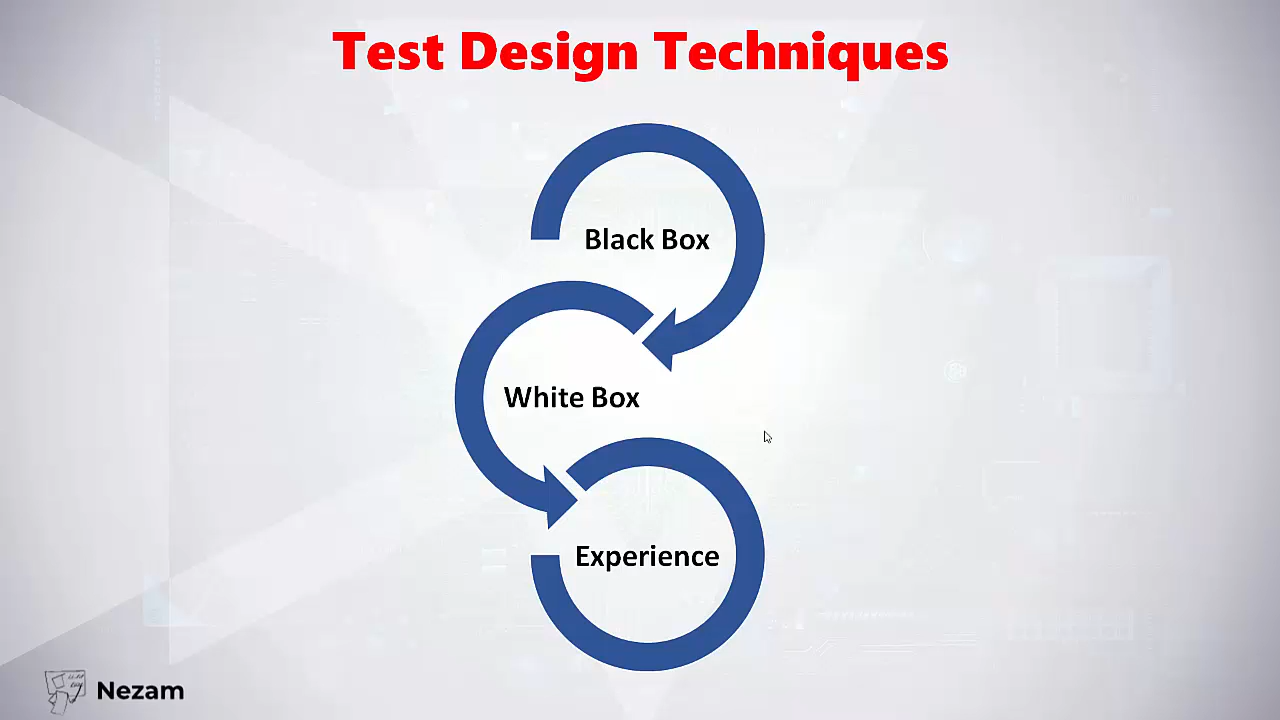 Test Design Techniques
Black Box
White Box
Experience
Nezam